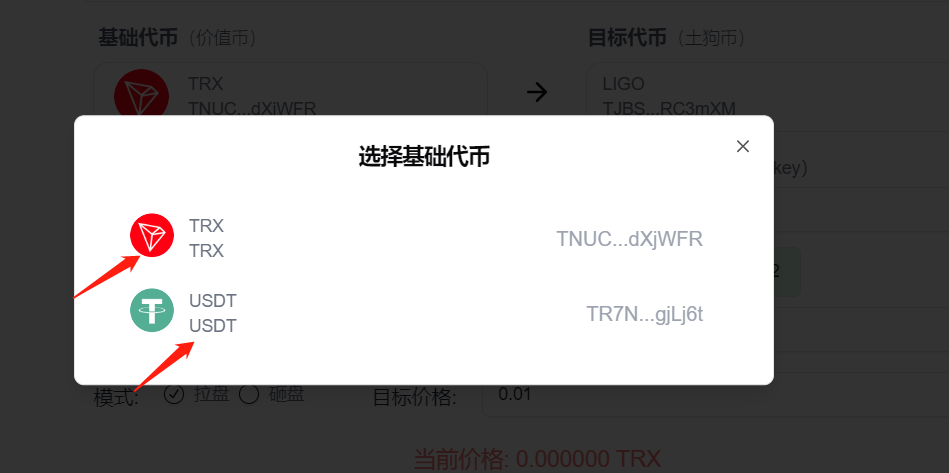 基础代币（价值币）
目标代币（土狗币）
TRX
TNUC...dXjWFR
LIGO
TJBS...RC3mXM
选择基础代币
key）
TRX
TRX
TNUC...dXjWFR
2
USDT
USDT
TR7N...gjLj6t
模式: 拉盘 砸盘
目标价格: 0.01
当前价格: 0.000000 TRX